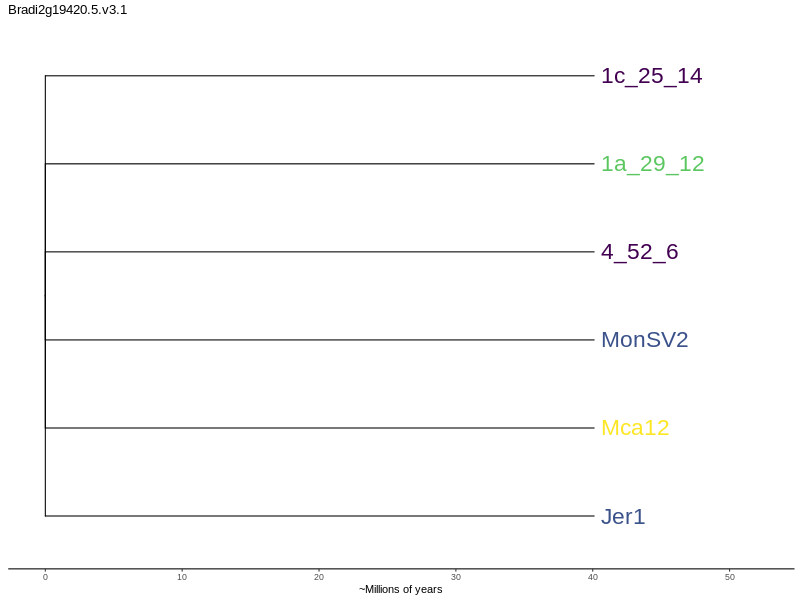 Bradi2g19420.5.v3.1
1c_25_14
1a_29_12
4_52_6
MonSV2
Mca12
Jer1
0 10 20 30 40 50
~Millions of years